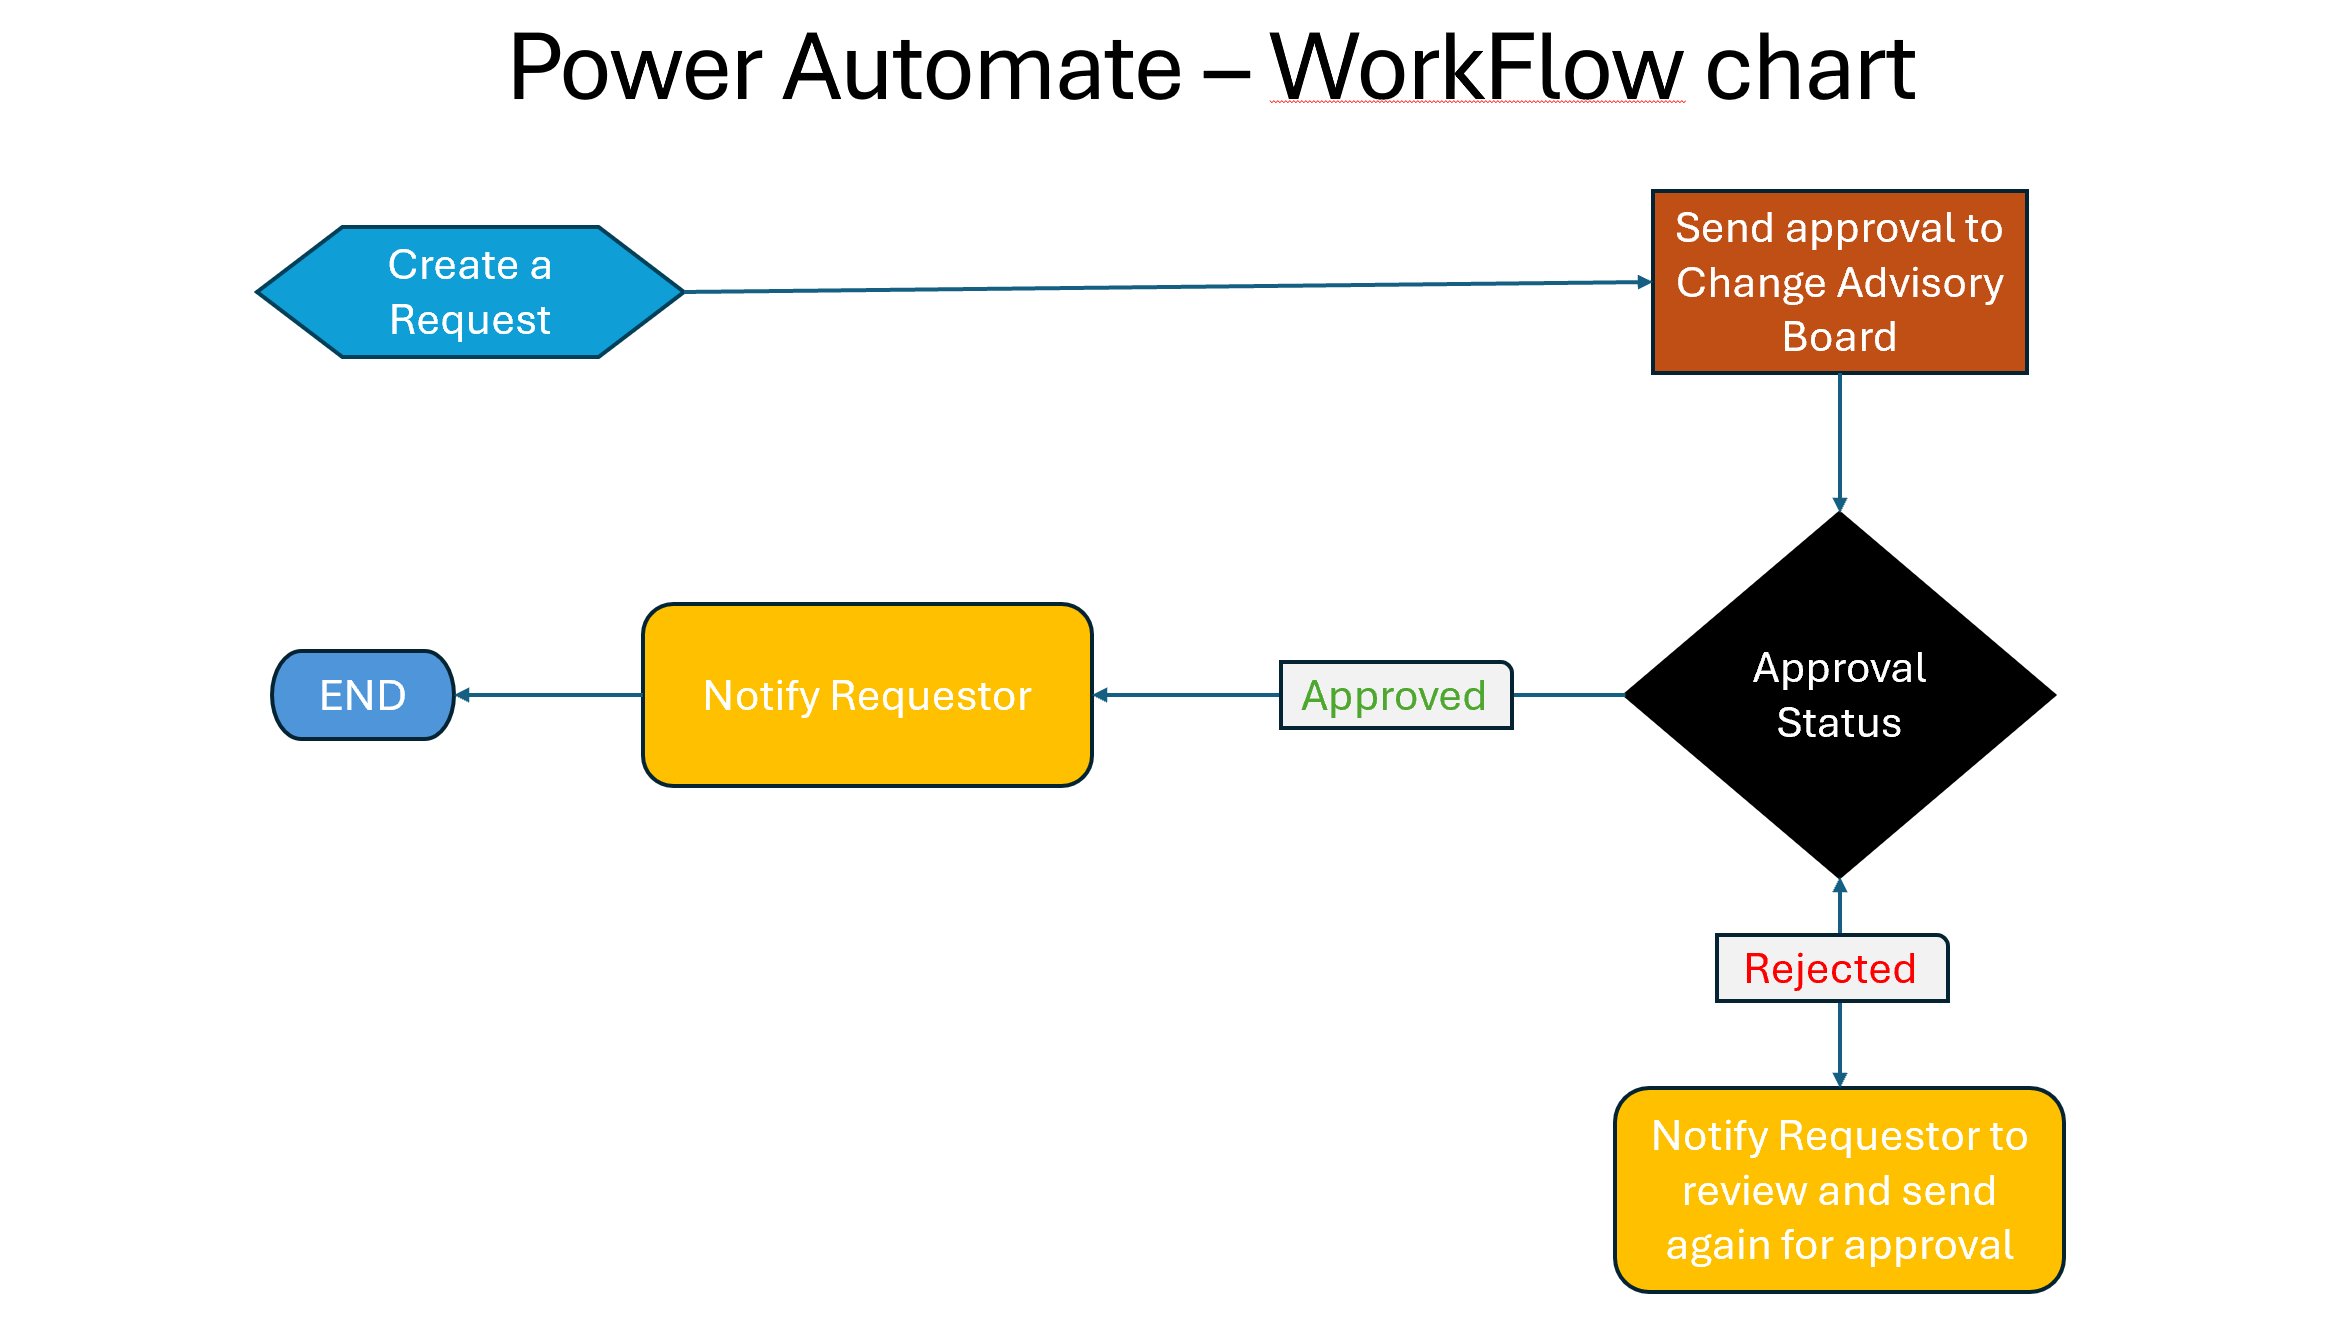 Power Automate – WorkFlow chart
Create a
Request
Send approval to
Change Advisory
Board
Approval
Status
Approved
Notify Requestor
END
Rejected
Notify Requestor to
review and send
again for approval